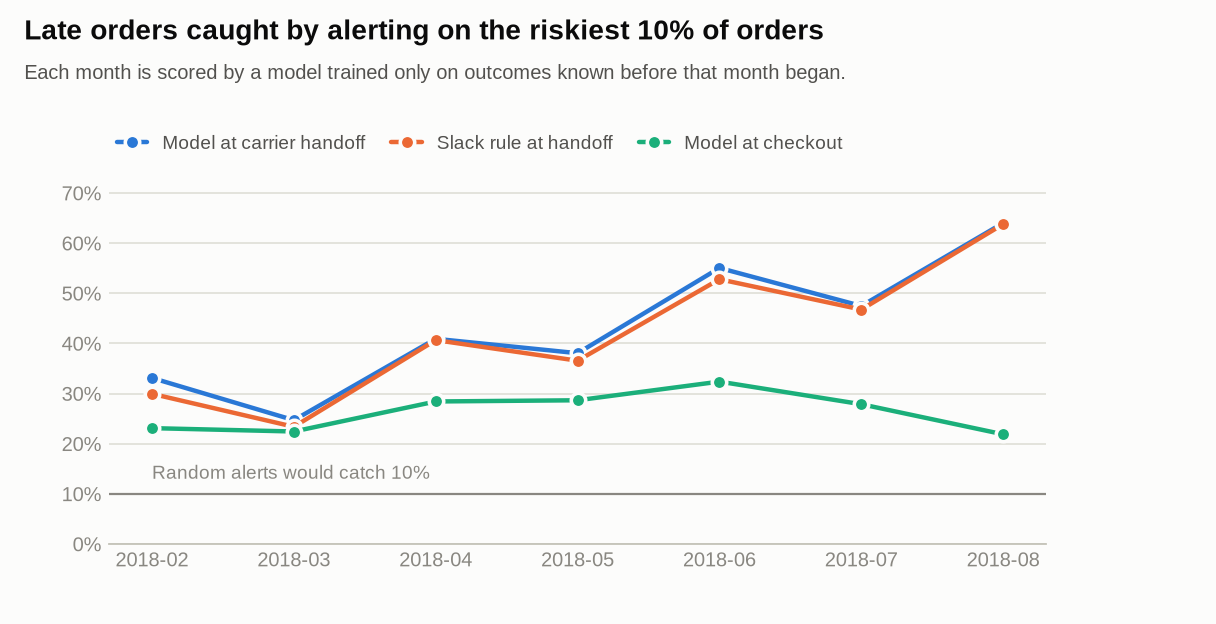 Late orders caught by alerting on the riskiest 10% of orders
Each month is scored by a model trained only on outcomes known before that month began.
Model at carrier handoff Slack rule at handoff Model at checkout
70%
60%
50%
40%
30%
20%
Random alerts would catch 10%
10%
0%
2018-02 2018-03 2018-04 2018-05 2018-06 2018-07 2018-08